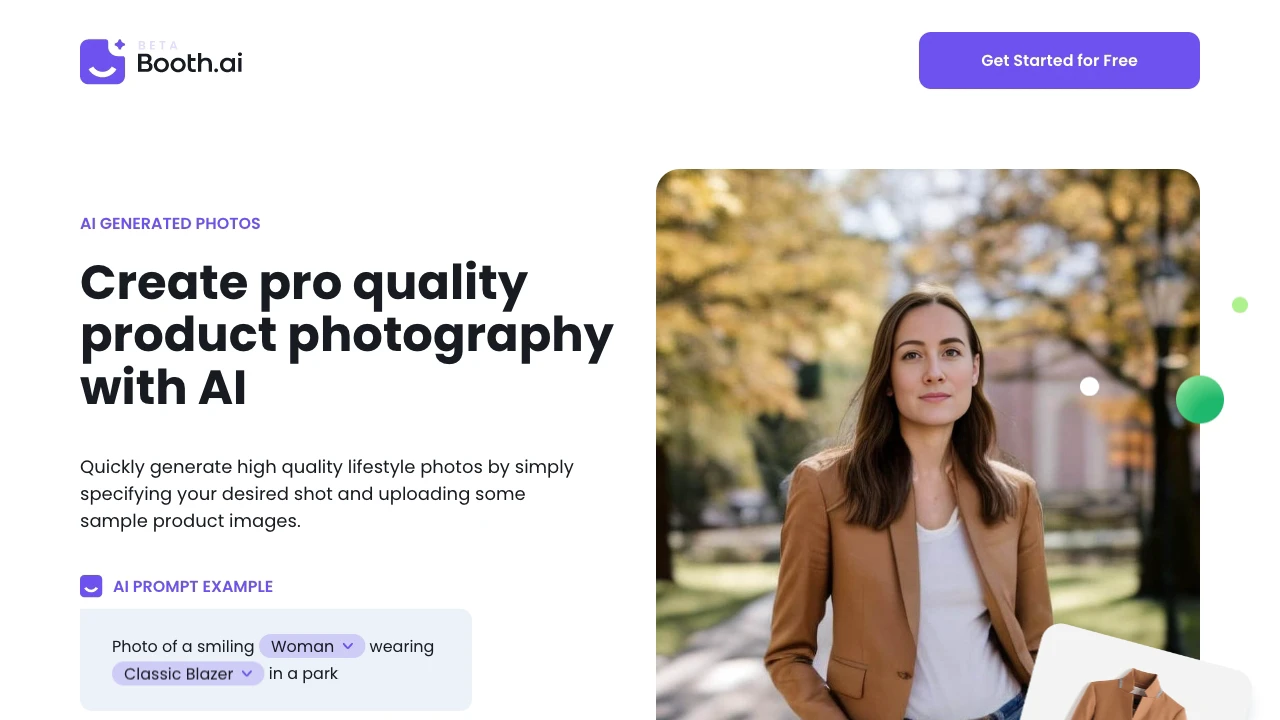 BETA
Booth.ai
Get Started for Free
AI GENERATED PHOTOS
Create pro quality
product photography
with AI
Quickly generate high quality lifestyle photos by simply
specifying your desired shot and uploading some
sample product images.
AI PROMPT EXAMPLE
Photo of a smiling Woman wearing
Classic Blazer in a park